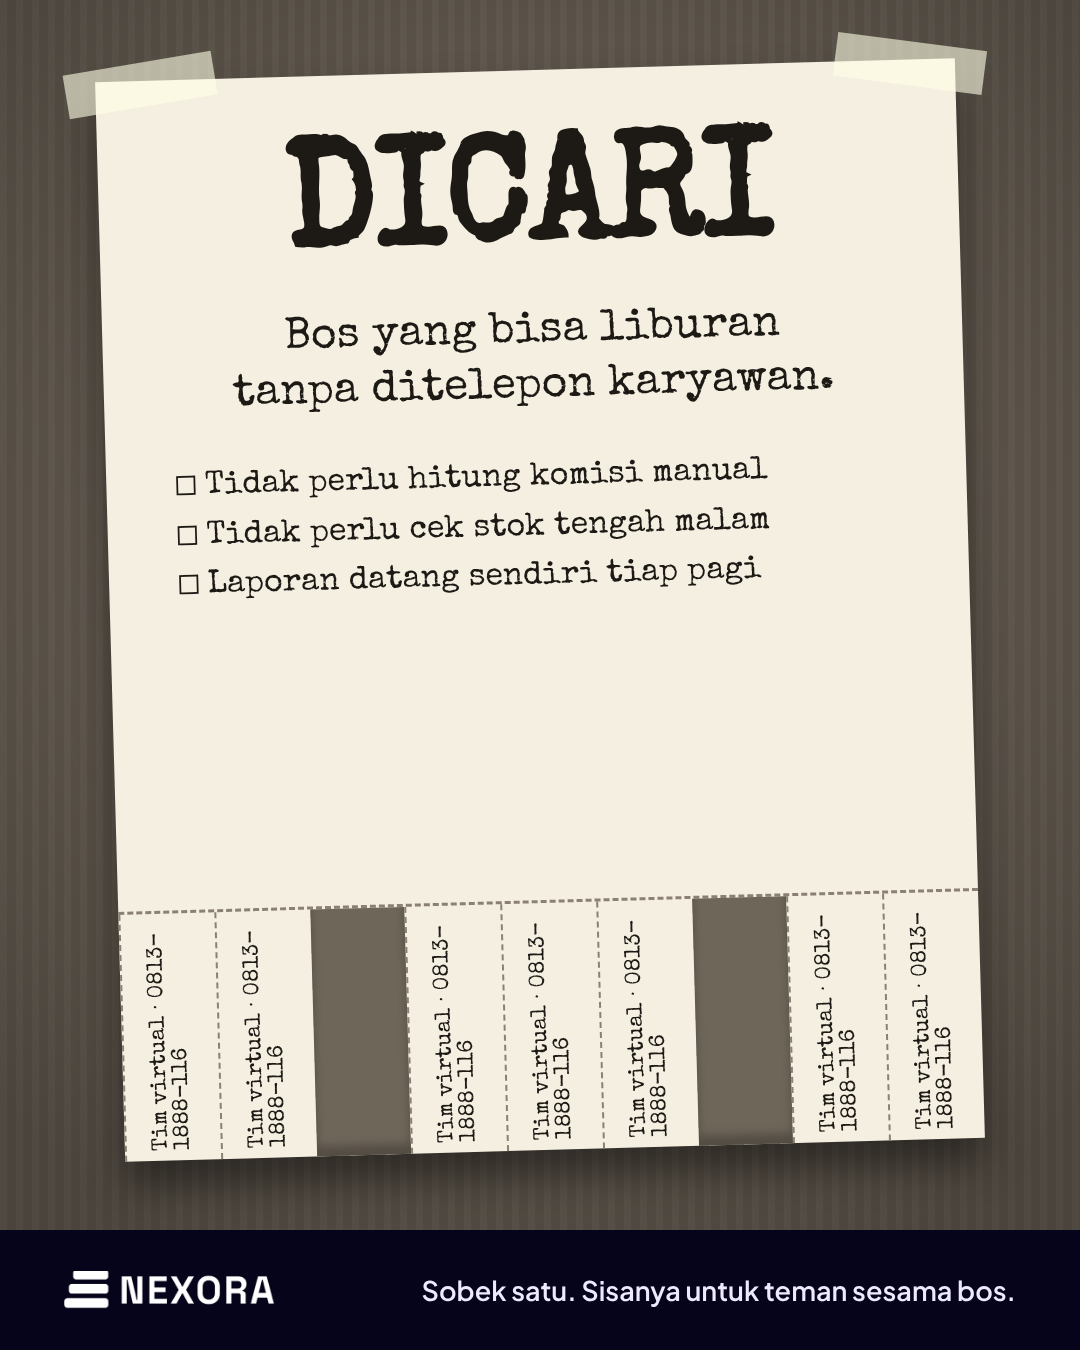 DICARI
Bos yang bisa liburan
tanpa ditelepon karyawan.
□ Tidak perlu hitung komisi manual
□ Tidak perlu cek stok tengah malam
□ Laporan datang sendiri tiap pagi
Tim virtual · 0813-
1888-116
Tim virtual · 0813-
1888-116
Tim virtual · 0813-
1888-116
Tim virtual · 0813-
1888-116
Tim virtual · 0813-
1888-116
Tim virtual · 0813-
1888-116
Tim virtual · 0813-
1888-116
NEXORA
Sobek satu. Sisanya untuk teman sesama bos.